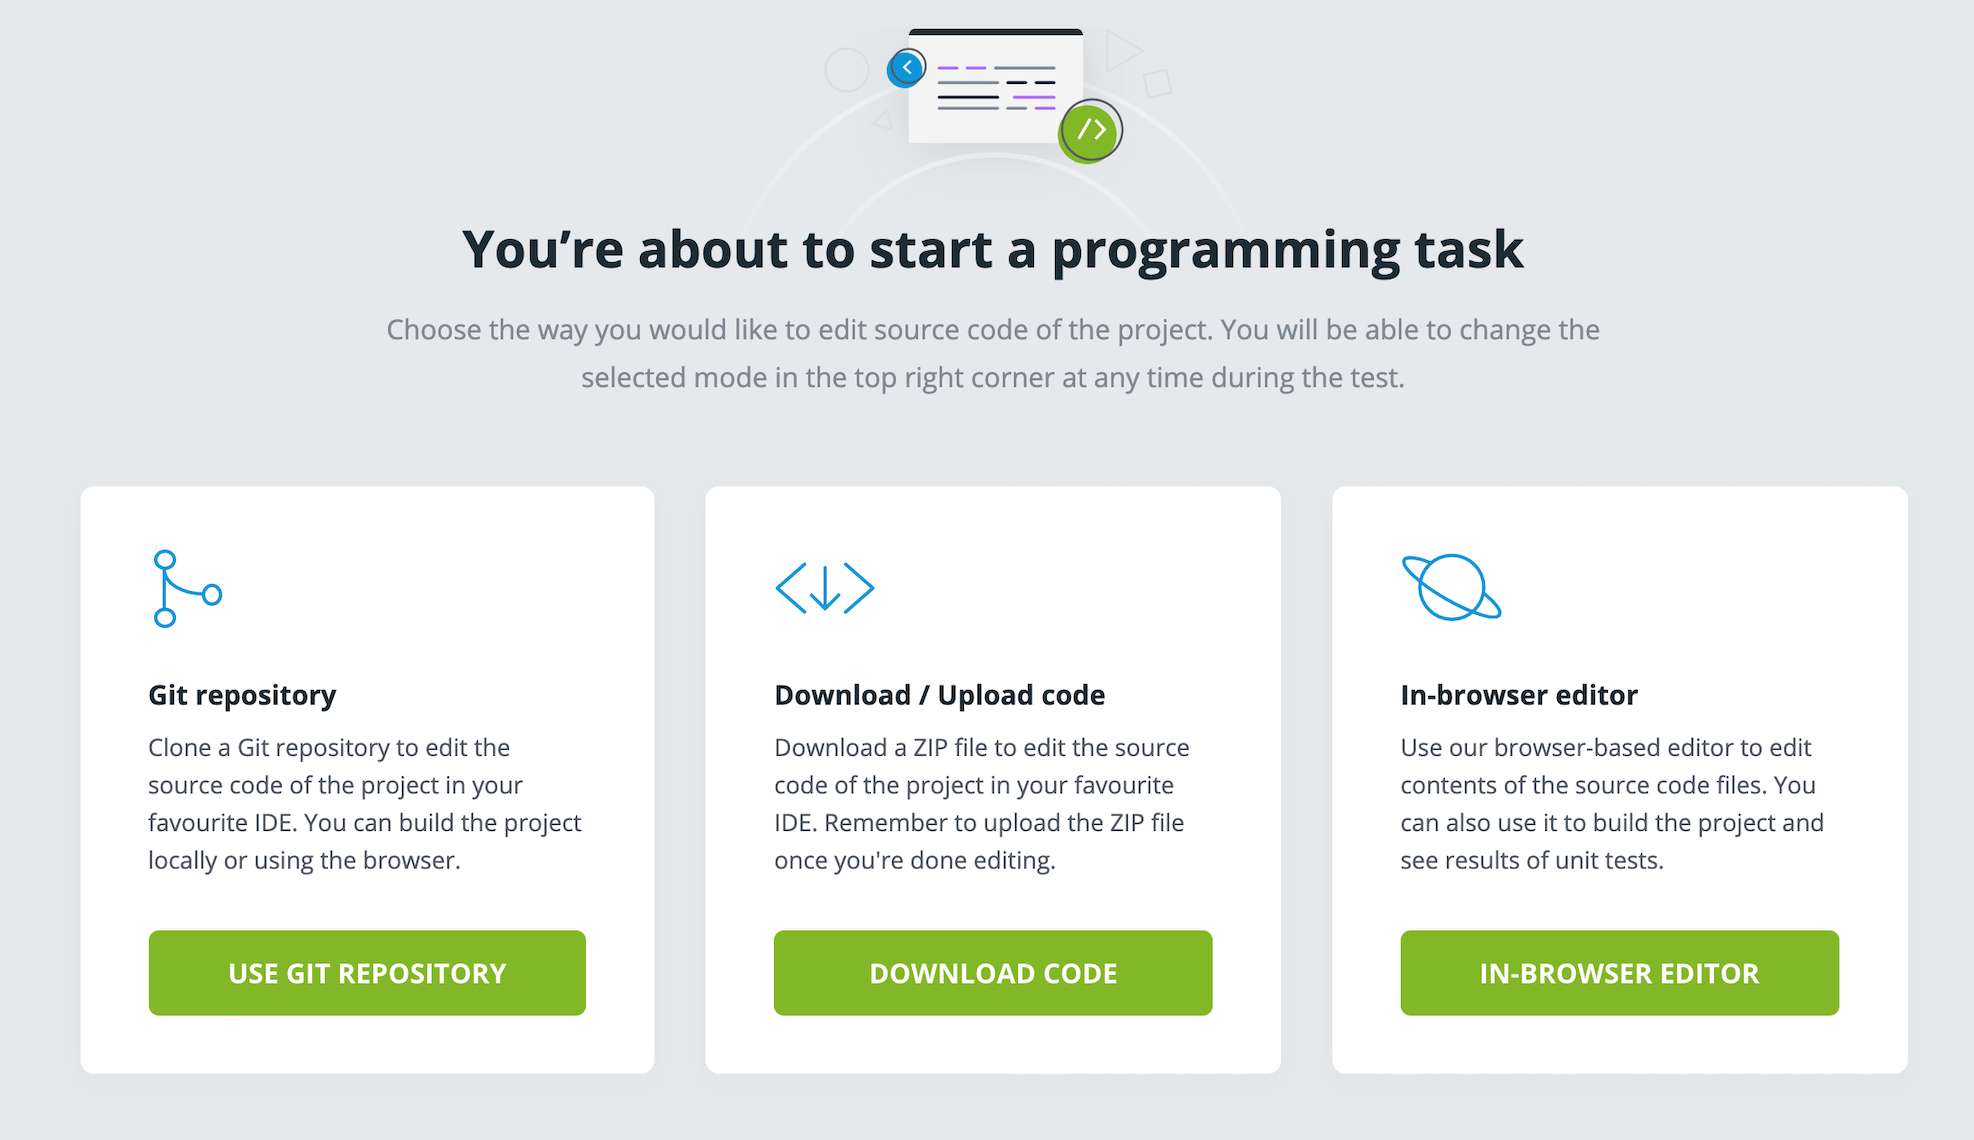 You’re about to start a programming task
Choose the way you would like to edit source code of the project. You will be able to change the
selected mode in the top right corner at any time during the test.
Git repository
Clone a Git repository to edit the
source code of the project in your
favourite IDE. You can build the project
locally or using the browser.
USE GIT REPOSITORY
Download / Upload code
Download a ZIP file to edit the source
code of the project in your favourite
IDE. Remember to upload the ZIP file
once you're done editing.
DOWNLOAD CODE
In-browser editor
Use our browser-based editor to edit
contents of the source code files. You
can also use it to build the project and
see results of unit tests.
IN-BROWSER EDITOR